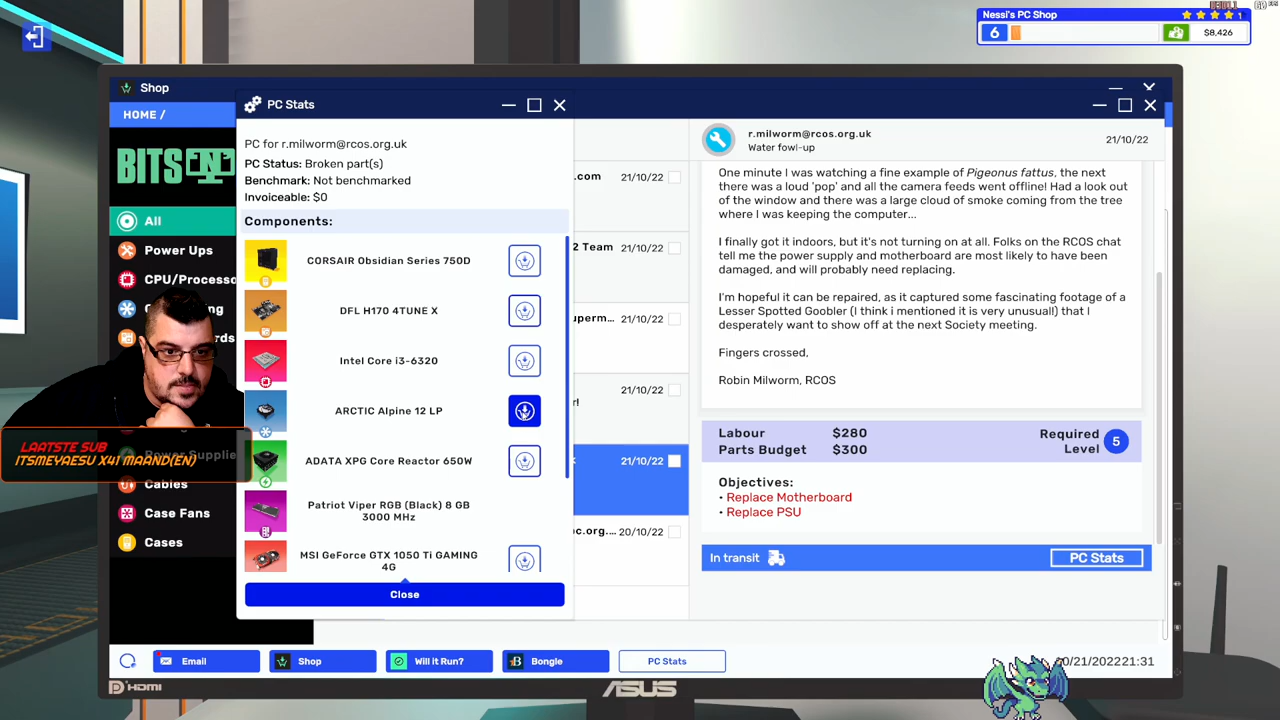 Nessi's PC Shop
6
$8,426
Shop
HOME /
BITS
All
Power Ups
CPU/Processo
Cables
Case Fans
Cases
LAATSTE SUB
ITSMEYAESU X41 MAAND(EN)
PC Stats
PC for r.milworm@rcos.org.uk
PC Status: Broken part(s)
Benchmark: Not benchmarked
Invoiceable: $0
Components:
CORSAIR Obsidian Series 750D
DFL H170 4TUNE X
Intel Core i3-6320
ARCTIC Alpine 12 LP
ADATA XPG Core Reactor 650W
Patriot Viper RGB (Black) 8 GB
3000 MHz
MSI GeForce GTX 1050 Ti GAMING
4G
Close
.com 21/10/22
2 Team 21/10/22
uperm... 21/10/22
21/10/22
r!
21/10/22
oc.org... 20/10/22
r.milworm@rcos.org.uk
Water fowl-up
21/10/22
One minute I was watching a fine example of Pigeonus fattus, the next
there was a loud 'pop' and all the camera feeds went offline! Had a look out
of the window and there was a large cloud of smoke coming from the tree
where I was keeping the computer...
I finally got it indoors, but it's not turning on at all. Folks on the RCOS chat
tell me the power supply and motherboard are most likely to have been
damaged, and will probably need replacing.
I'm hopeful it can be repaired, as it captured some fascinating footage of a
Lesser Spotted Goobler (I think i mentioned it is very unusual!) that I
desperately want to show off at the next Society meeting.
Fingers crossed,
Robin Milworm, RCOS
Labour $280
Parts Budget $300
Required
Level 5
Objectives:
• Replace Motherboard
• Replace PSU
In transit
PC Stats
Email
Shop
Will it Run?
Bongle
PC Stats
20/21/202221:31
HDMI
ASUS